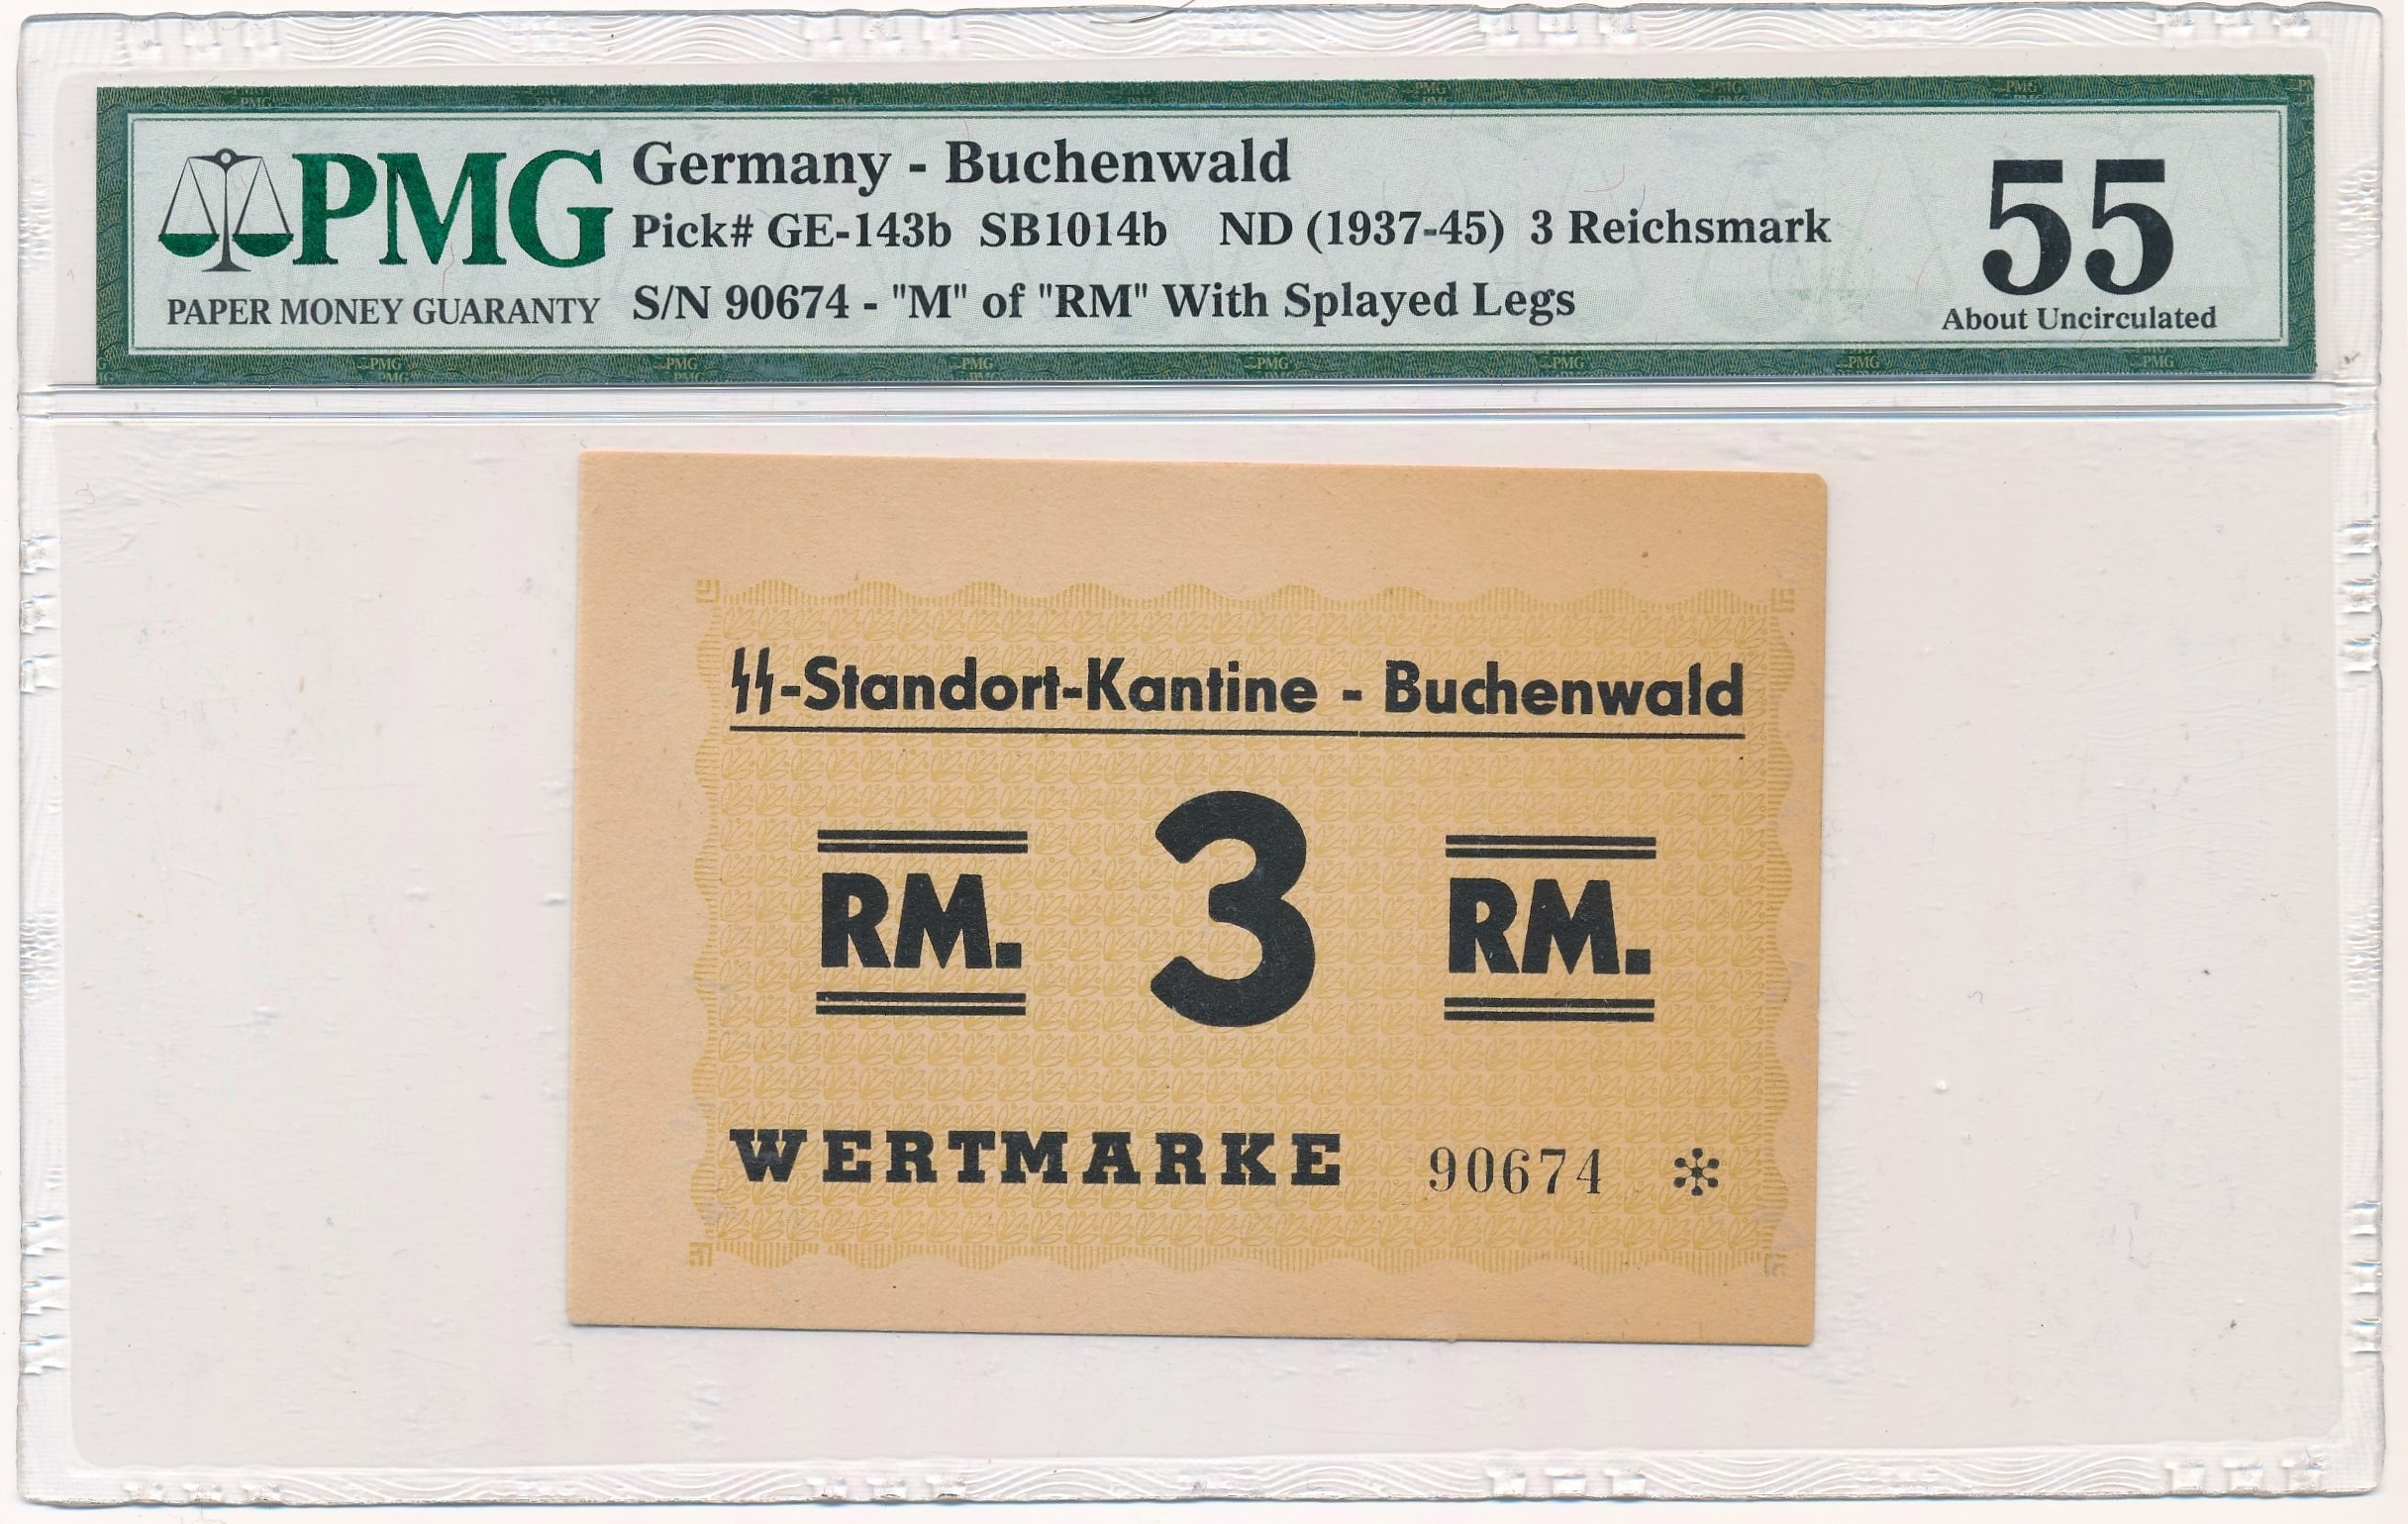 PMG
PAPER MONEY GUARANTY
Germany - Buchenwald
Pick# GE-143b SB1014b ND (1937-45) 3 Reichsmark
S/N 90674 - "M" of "RM" With Splayed Legs
55
About Uncirculated
ϟϟ-Standort-Kantine - Buchenwald
RM. 3 RM.
WERTMARKE 90674 *